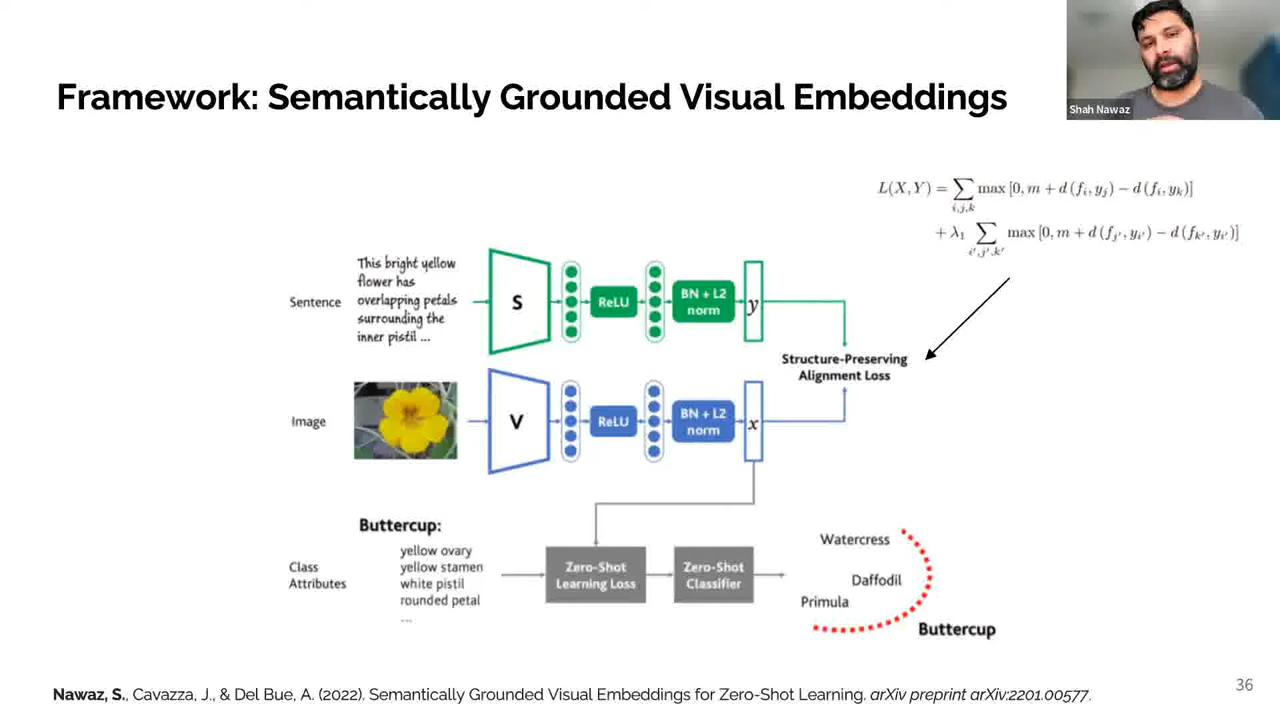 Framework: Semantically Grounded Visual Embeddings
Shah Nawaz
L(X, Y) = ∑ max [0, m + d (f_i, y_j) − d (f_i, y_k)]
i,j,k
+ λ₁ ∑ max [0, m + d (f_j', y_i') − d (f_k', y_i')]
i',j',k'
Sentence
This bright yellow
flower has
overlapping petals
surrounding the
inner pistil ...
S
ReLU
BN + L2
norm
y
Structure-Preserving
Alignment Loss
Image
V
ReLU
BN + L2
norm
x
Class
Attributes
Buttercup:
yellow ovary
yellow stamen
white pistil
rounded petal
...
Zero-Shot
Learning Loss
Zero-Shot
Classifier
Watercress
Daffodil
Primula
Buttercup
Nawaz, S., Cavazza, J., & Del Bue, A. (2022). Semantically Grounded Visual Embeddings for Zero-Shot Learning. arXiv preprint arXiv:2201.00577.
36